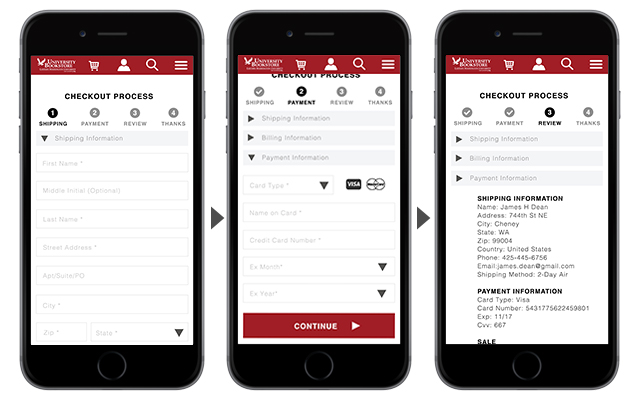 UNIVERSITY
BOOKSTORE
CHECKOUT PROCESS
1 2 3 4
SHIPPING PAYMENT REVIEW THANKS
Shipping Information
First Name *
Middle Initial (Optional)
Last Name *
Street Address *
Apt/Suite/PO
City *
Zip * State *
UNIVERSITY
BOOKSTORE
CHECKOUT PROCESS
2 3 4
SHIPPING PAYMENT REVIEW THANKS
Shipping Information
Billing Information
Payment Information
Card Type * VISA
Name on Card *
Credit Card Number *
Ex Month*
Ex Year*
CONTINUE
UNIVERSITY
BOOKSTORE
CHECKOUT PROCESS
3 4
SHIPPING PAYMENT REVIEW THANKS
Shipping Information
Billing Information
Payment Information
SHIPPING INFORMATION
Name: James H Dean
Address: 744th St NE
City: Cheney
State: WA
Zip: 99004
Country: United States
Phone: 425-445-6756
Email:james.dean@gmail.com
Shipping Method: 2-Day Air
PAYMENT INFORMATION
Card Type: Visa
Card Number: 5431775622459801
Exp: 11/17
Cvv: 667
SALE